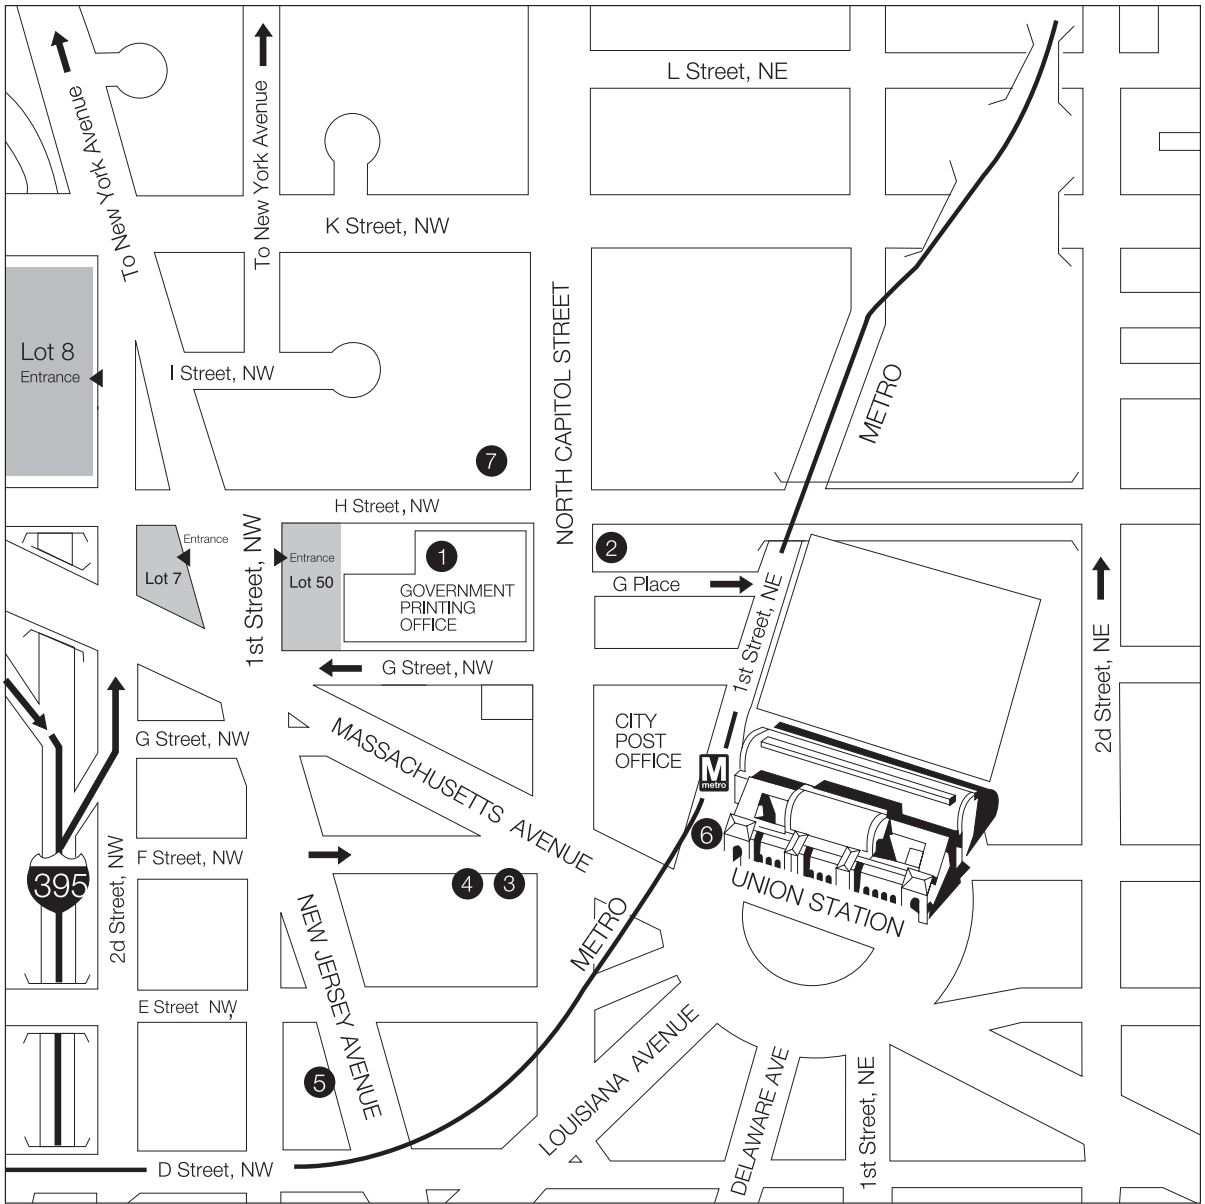 L Street, NE
To New York Avenue
To New York Avenue
K Street, NW
Lot 8
Entrance
I Street, NW
NORTH CAPITOL STREET
METRO
7
H Street, NW
1st Street, NW
Entrance
Lot 7
Entrance
Lot 50
1
GOVERNMENT
PRINTING
OFFICE
2
G Place
1st Street, NE
2d Street, NE
G Street, NW
G Street, NW
MASSACHUSETTS AVENUE
CITY
POST
OFFICE
M
metro
6
UNION STATION
F Street, NW
395
2d Street, NW
4
3
NEW JERSEY AVENUE
METRO
E Street NW,
5
LOUISIANA AVENUE
DELAWARE AVE
1st Street, NE
D Street, NW